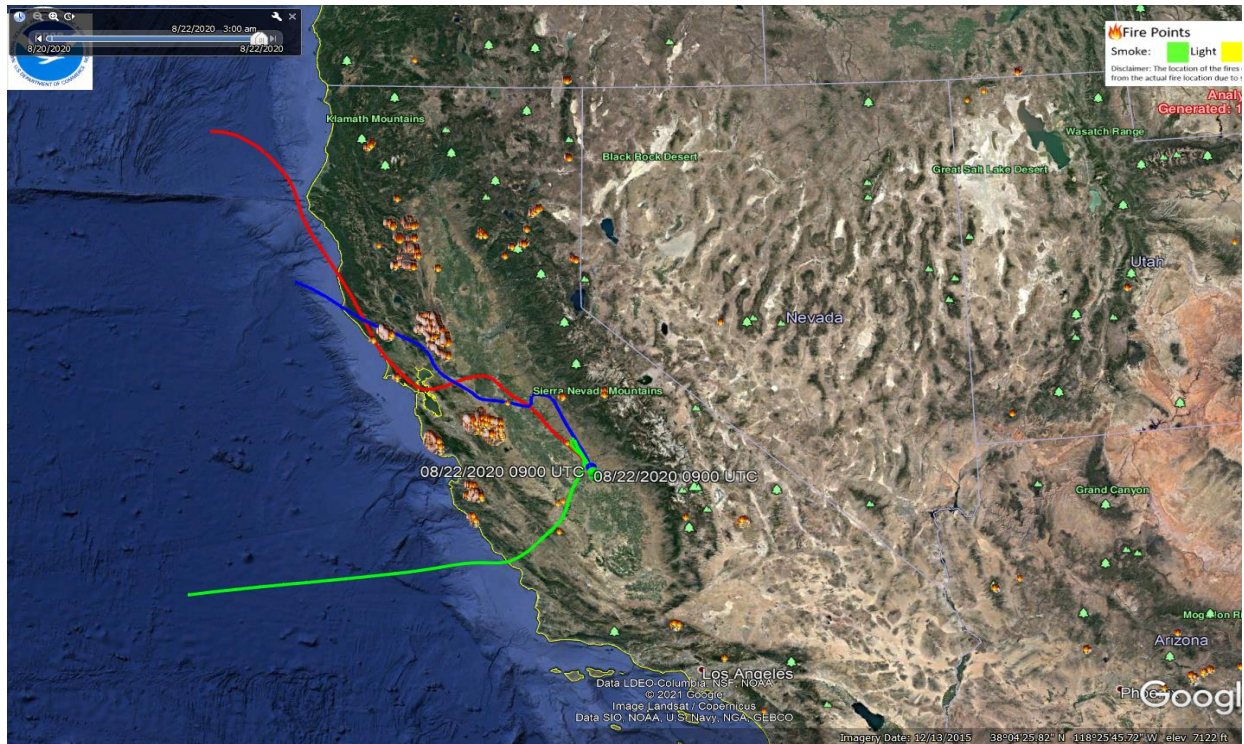 8/22/2020 3:00 am
8/20/2020
8/22/2020
U.S. DEPARTMENT OF COMMERCE
Fire Points
Smoke:
Light
Disclaimer: The location of the fires
from the actual fire location due to
Analy
Generated: 1
Klamath Mountains
Wasatch Range
Black Rock Desert
Great Salt Lake Desert
Utah
Nevada
Sierra Nevada Mountains
08/22/2020 0900 UTC
08/22/2020 0900 UTC
Grand Canyon
Arizona
Los Angeles
Data LDEO-Columbia, NSF, NOAA
© 2021 Google
Image Landsat / Copernicus
Data SIO, NOAA, U.S. Navy, NGA, GEBCO
Googl
Imagery Date: 12/13/2015 38°04'25.82" N 118°25'45.72" W elev 7122 ft